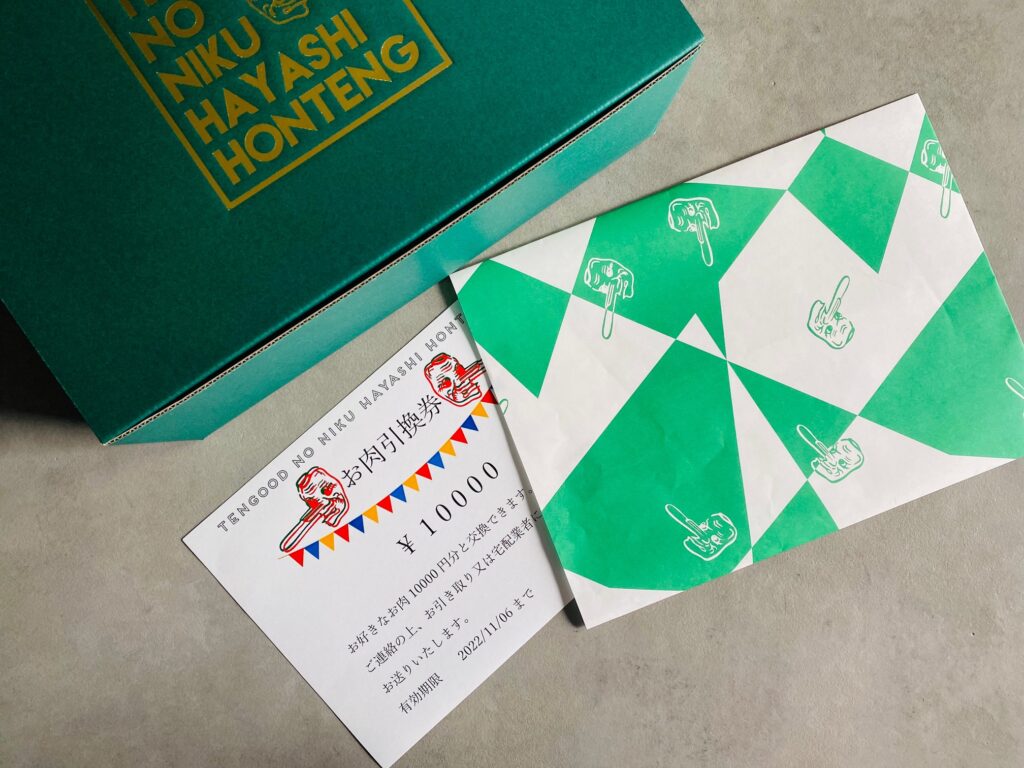 NO
NIKU
HAYASHI
HONTENG
TENGOOD NO NIKU HAYASHI HONT
お肉引換券
¥10000
お好きなお肉10000円分と交換できます。
ご連絡の上、お引き取り又は宅配業者に
お送りいたします。
有効期限 2022/11/06まで